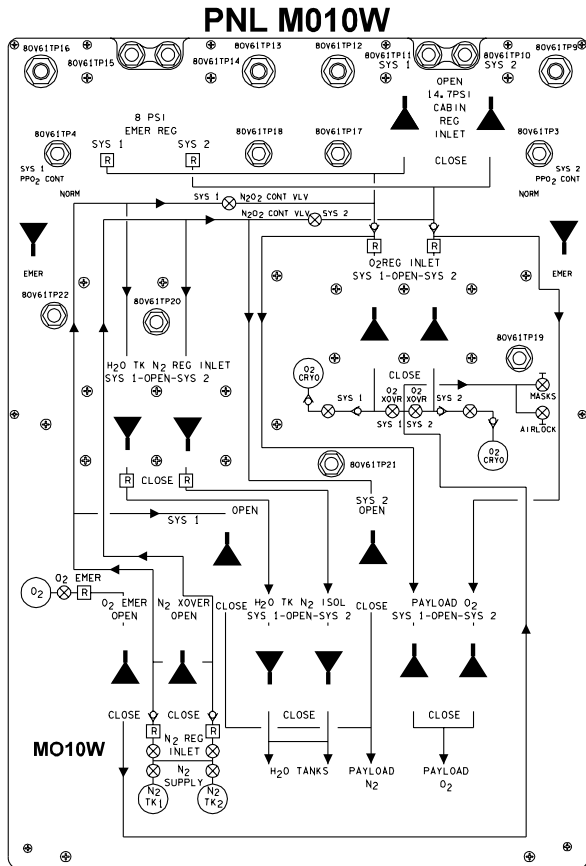 PNL M010W
80V61TP16
80V61TP15
80V61TP14
80V61TP13
80V61TP12
80V61TP11
SYS 1
80V61TP10
SYS 2
80V61TP9
OPEN
14.7PSI
CABIN
REG
INLET
CLOSE
8 PSI
EMER REG
SYS 1
SYS 2
R
R
80V61TP4
SYS 1
PPO2 CONT
NORM
EMER
80V61TP18
80V61TP17
80V61TP3
SYS 2
PPO2 CONT
NORM
EMER
SYS 1
N2O2 CONT VLV
N2O2 CONT VLV
SYS 2
R
R
O2REG INLET
SYS 1-OPEN-SYS 2
80V61TP22
80V61TP20
80V61TP19
H2O TK N2 REG INLET
SYS 1-OPEN-SYS 2
CLOSE
O2
CRYO
SYS 1
O2
XOVR
O2
XOVR
SYS 2
SYS 1
SYS 2
MASKS
AIRLOCK
O2
CRYO
80V61TP21
R
CLOSE
R
SYS 1
OPEN
SYS 2
OPEN
O2
O2 EMER
R
O2 EMER
OPEN
N2 XOVER
OPEN
CLOSE
H2O TK N2 ISOL
SYS 1-OPEN-SYS 2
CLOSE
PAYLOAD O2
SYS 1-OPEN-SYS 2
CLOSE
CLOSE
CLOSE
CLOSE
MO10W
R
N2 REG
INLET
R
N2
SUPPLY
N2
TK1
N2
TK2
H2O TANKS
PAYLOAD
N2
PAYLOAD
O2